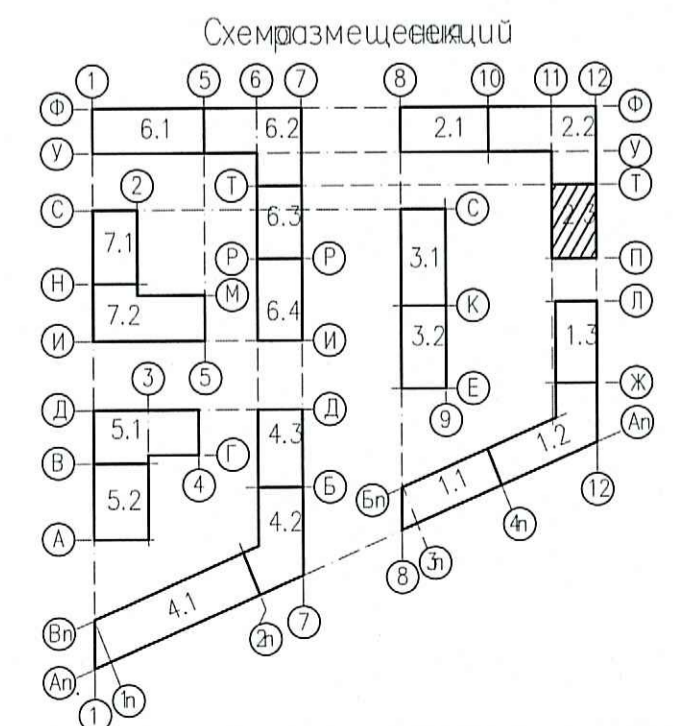 Схема размещения секций
1 5 6 7 8 10 11 12
Ф 6.1 6.2 2.1 2.2 Ф
У У
2 Т Т
С 6.3 С 2.3
7.1 Р Р 3.1 П
Н М К Л
7.2 6.4 3.2 1.3
И И
3 5 Е Ж
Д 5.1 Д 9
4.3 Ап
В Г 1.2
4 Б Бп 1.1
5.2 12
А 4.2 4п
8 3п
4.1 7
Вп 2п
Ап
1п
1